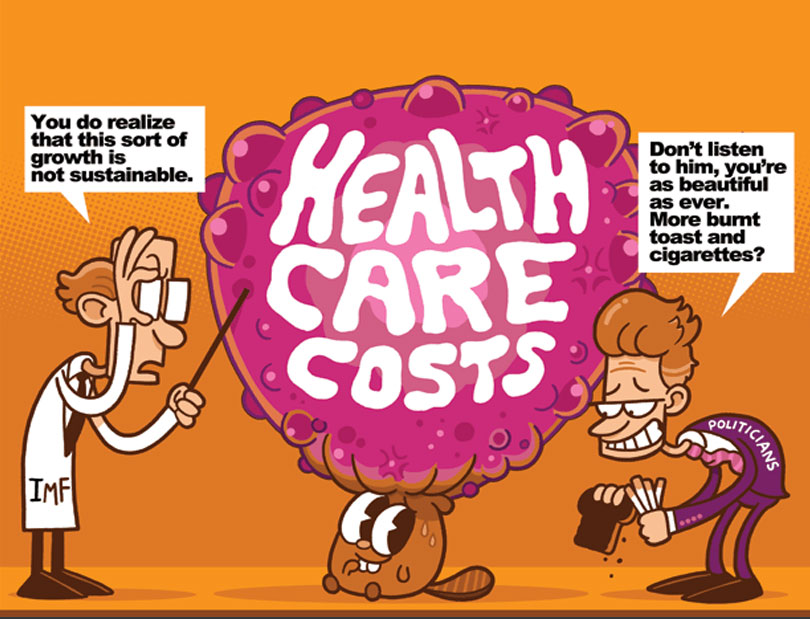 You do realize
that this sort of
growth is
not sustainable.
HEALTH
CARE
COSTS
Don't listen
to him, you're
as beautiful
as ever.
More burnt
toast and
cigarettes?
IMF
POLITICIANS